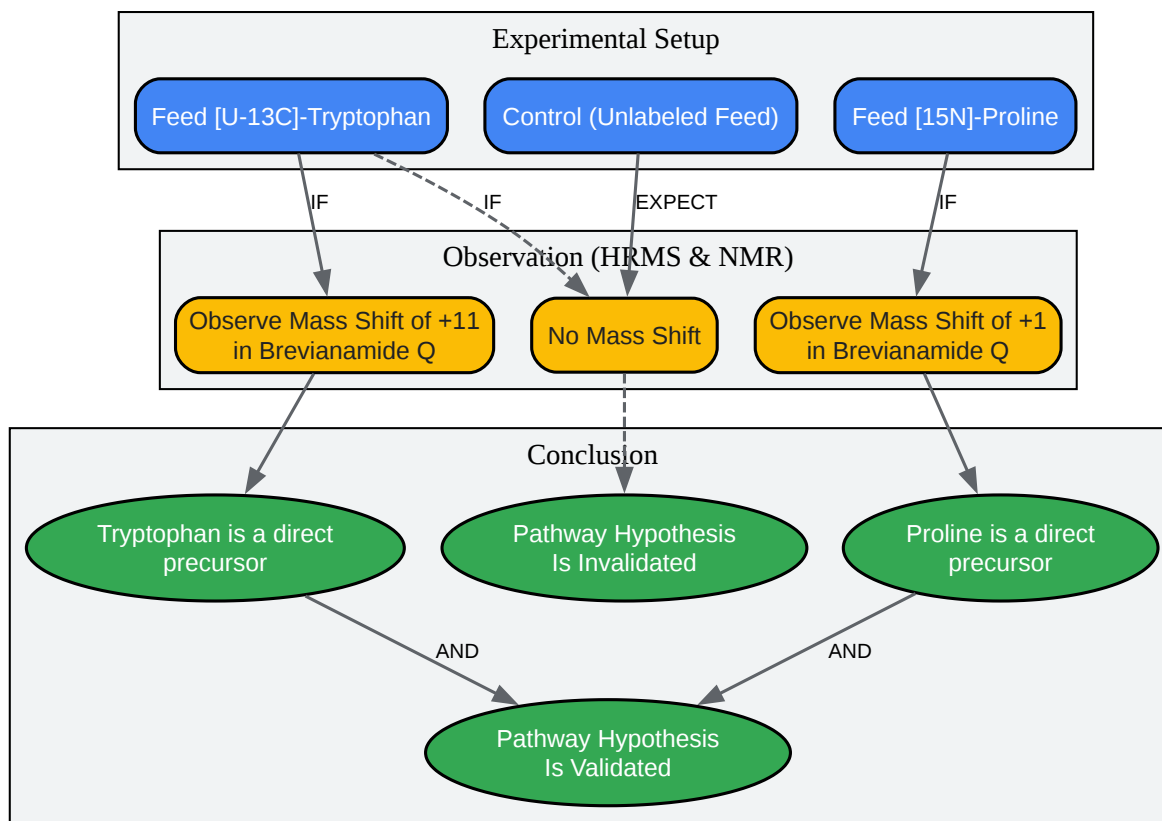 Experimental Setup
Feed [U-13C]-Tryptophan
Control (Unlabeled Feed)
Feed [15N]-Proline
IF
IF
EXPECT
IF
Observation (HRMS & NMR)
Observe Mass Shift of +11
in Brevianamide Q
No Mass Shift
Observe Mass Shift of +1
in Brevianamide Q
Conclusion
Tryptophan is a direct
precursor
Pathway Hypothesis
Is Invalidated
Proline is a direct
precursor
AND
AND
Pathway Hypothesis
Is Validated